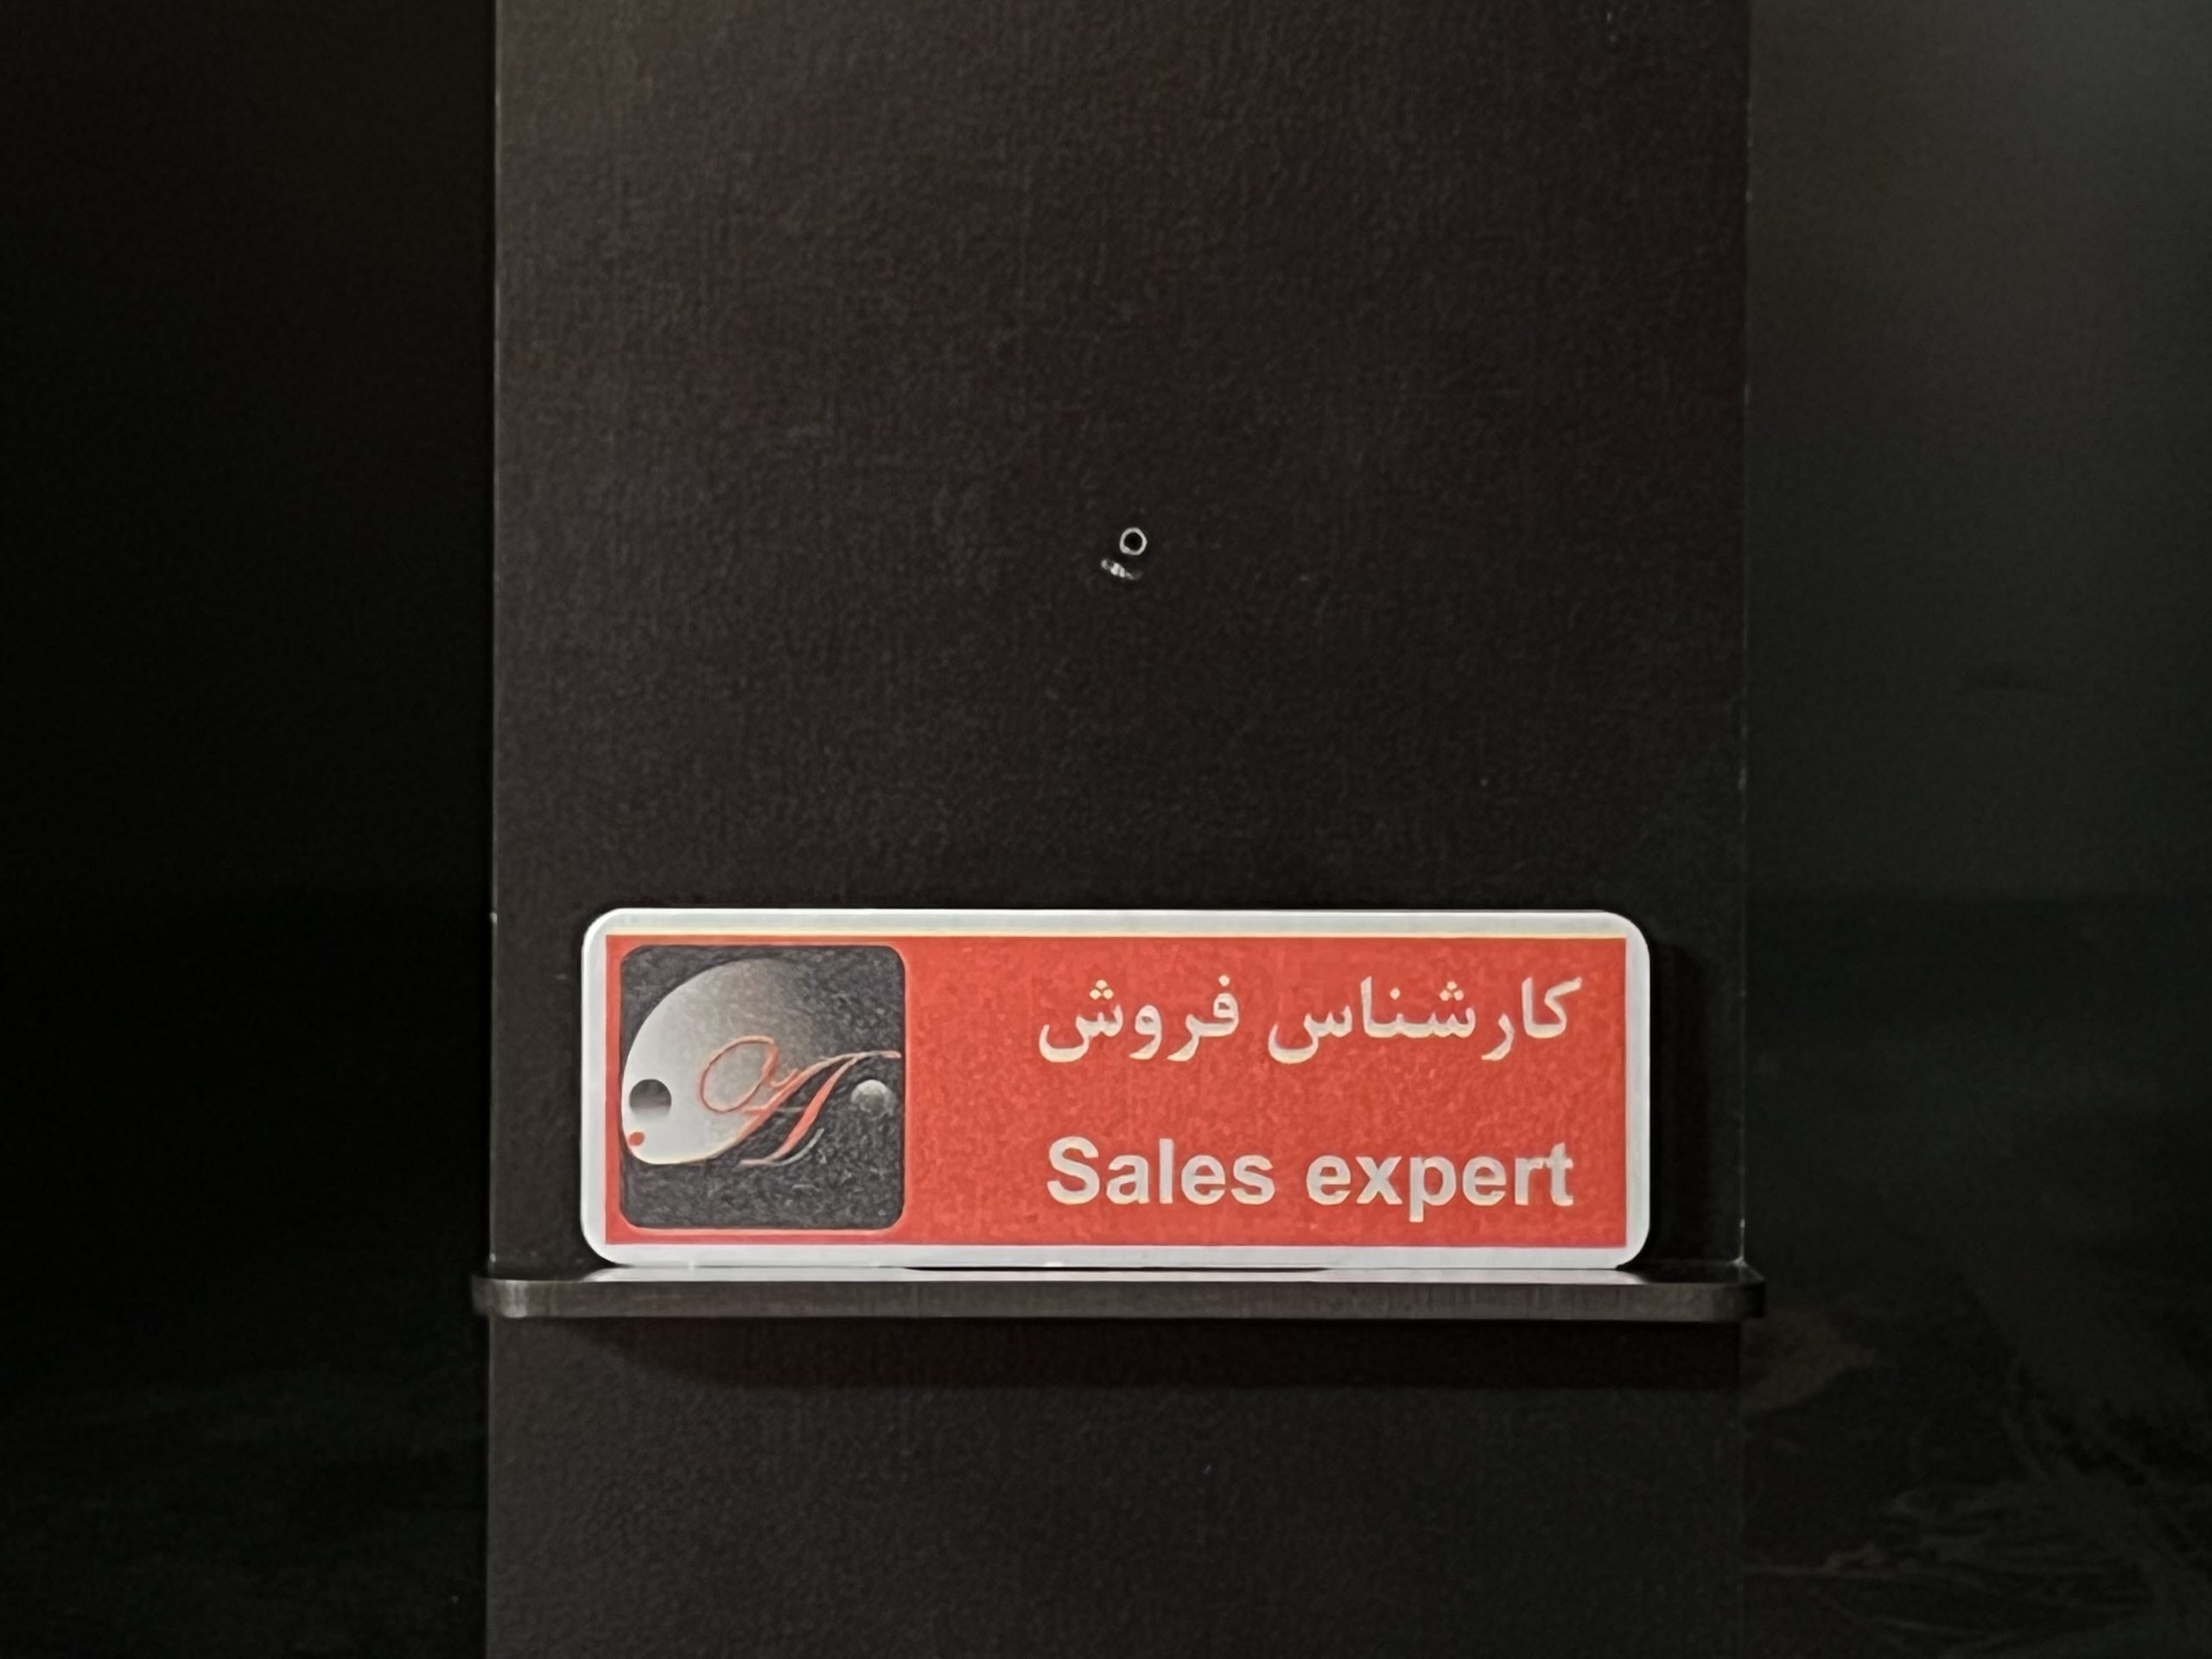 کارشناس فروش
Sales expert